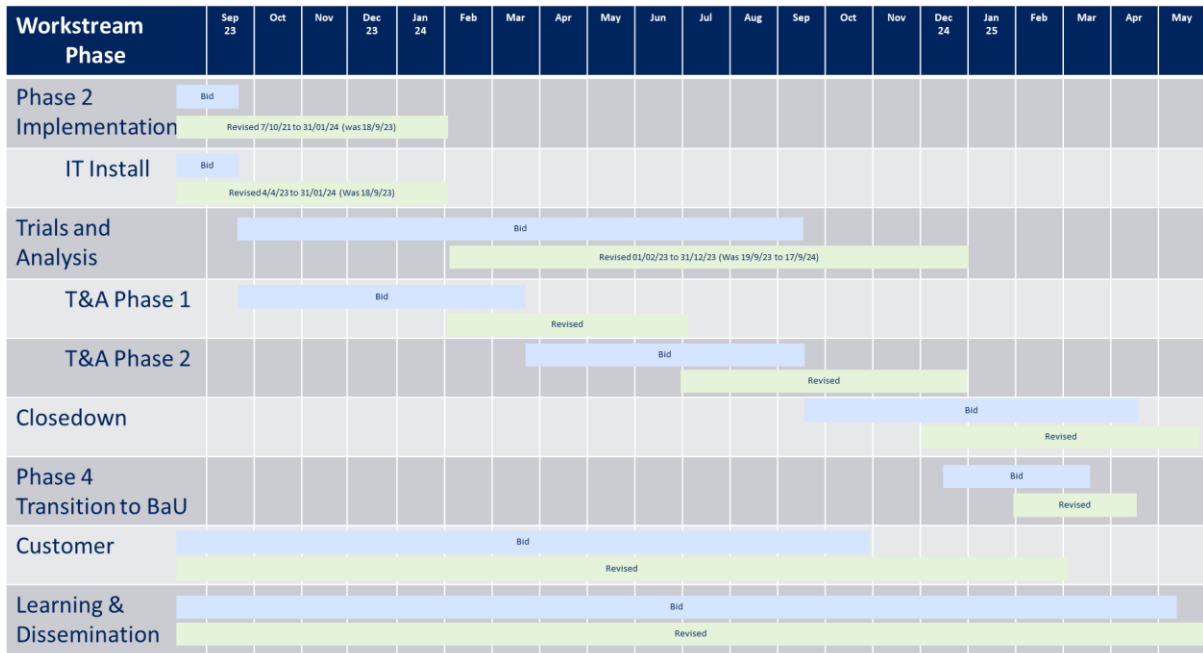 Workstream
Phase
Sep
23
Oct
Nov
Dec
23
Jan
24
Feb
Mar
Apr
May
Jun
Jul
Aug
Sep
Oct
Nov
Dec
24
Jan
25
Feb
Mar
Apr
May
Phase 2
Implementation
Bid
Revised 7/10/21 to 31/01/24 (was 18/9/23)
IT Install
Bid
Revised 4/4/23 to 31/01/24 (Was 18/9/23)
Trials and
Analysis
Bid
Revised 01/02/23 to 31/12/23 (Was 19/9/23 to 17/9/24)
T&A Phase 1
Bid
Revised
T&A Phase 2
Bid
Revised
Closedown
Bid
Revised
Phase 4
Transition to BaU
Bid
Revised
Customer
Bid
Revised
Learning &
Dissemination
Bid
Revised